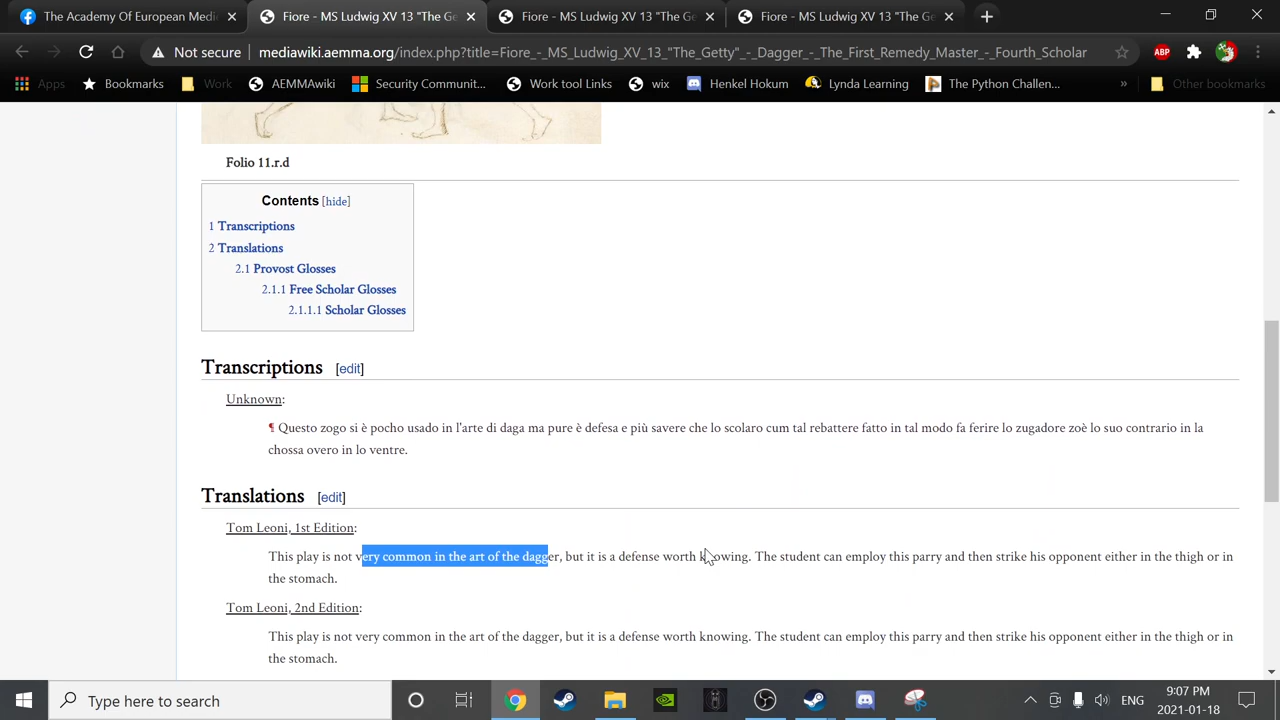 The Academy Of European Medi
Fiore - MS Ludwig XV 13 "The Ge
Fiore - MS Ludwig XV 13 "The G
Fiore - MS Ludwig XV 13 "The G
Not secure | mediawiki.aemma.org/index.php?title=Fiore_-_MS_Ludwig_XV_13_"The_Getty"_-_Dagger_-_The_First_Remedy_Master_-_Fourth_Scholar
ABP
Apps Bookmarks Work AEMMAwiki Security Communit... Work tool Links wix Henkel Hokum Lynda Learning The Python Challen... » Other bookmarks
Folio 11.r.d
Contents [hide]
1 Transcriptions
2 Translations
2.1 Provost Glosses
2.1.1 Free Scholar Glosses
2.1.1.1 Scholar Glosses
Transcriptions [edit]
Unknown:
¶ Questo zogo si è pocho usado in l'arte di daga ma pure è defesa e più savere che lo scolaro cum tal rebattere fatto in tal modo fa ferire lo zugadore zoè lo suo contrario in la
chossa overo in lo ventre.
Translations [edit]
Tom Leoni, 1st Edition:
This play is not very common in the art of the dagger, but it is a defense worth knowing. The student can employ this parry and then strike his opponent either in the thigh or in
the stomach.
Tom Leoni, 2nd Edition:
This play is not very common in the art of the dagger, but it is a defense worth knowing. The student can employ this parry and then strike his opponent either in the thigh or in
the stomach.
Type here to search
ENG
9:07 PM
2021-01-18